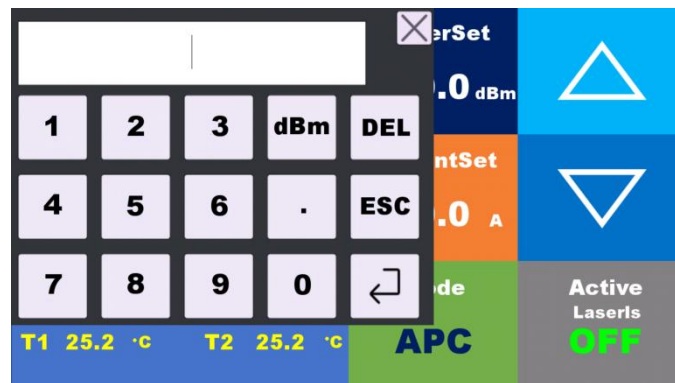 erSet
.0 dBm
1 2 3 dBm DEL
ntSet
4 5 6 . ESC
.0 A
7 8 9 0
de
Active
LaserIs
T1 25.2 °C T2 25.2 °C
APC
OFF